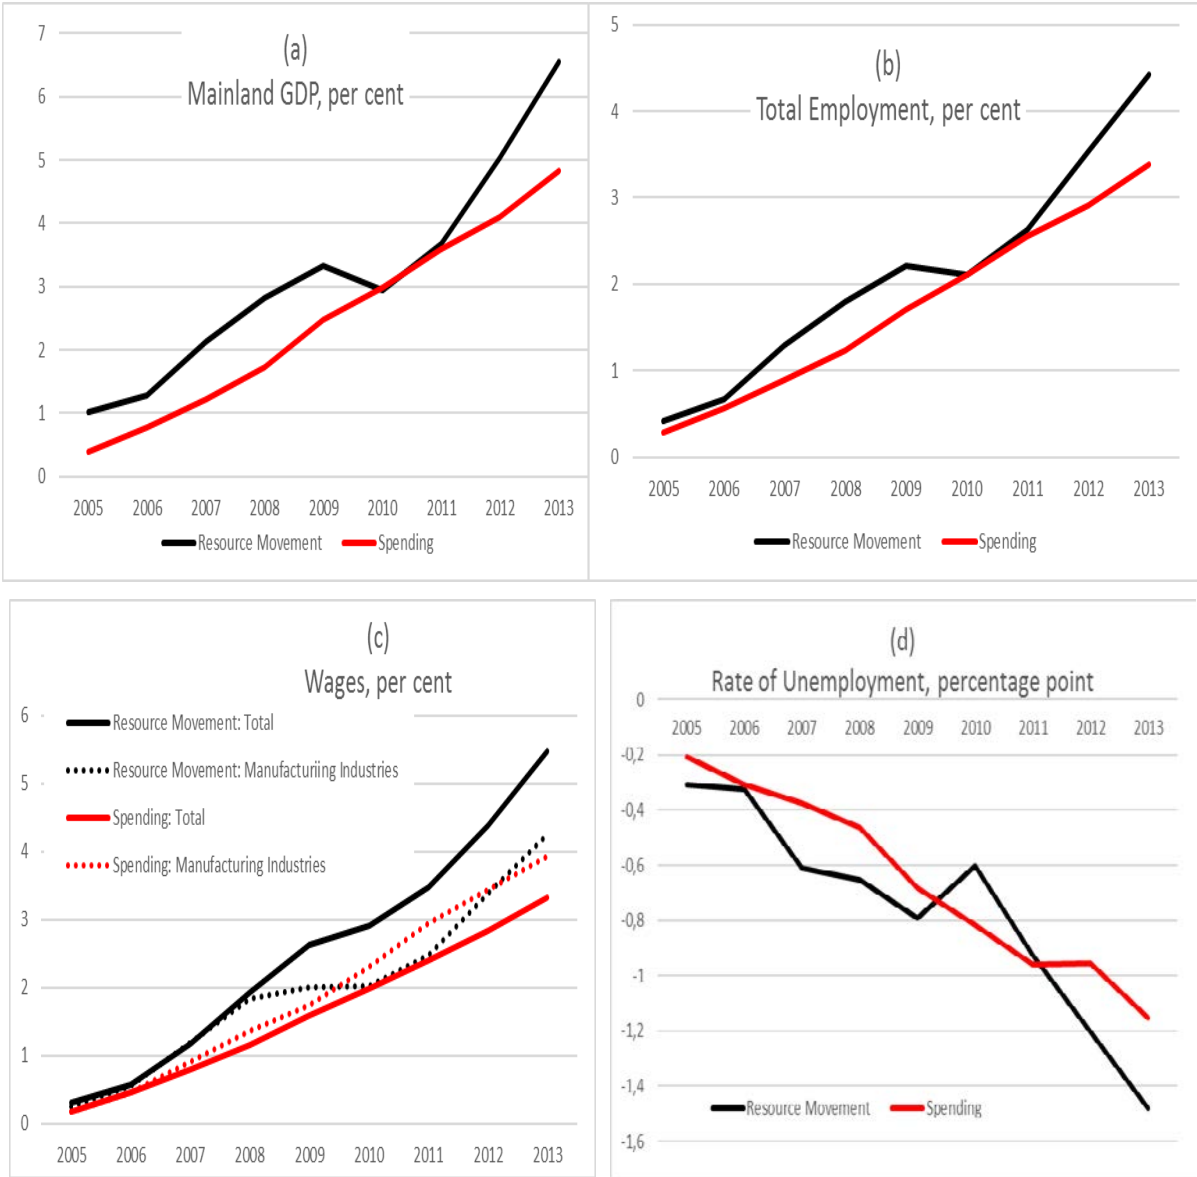 (a)
Mainland GDP, per cent
7
6
5
4
3
2
1
0
2005 2006 2007 2008 2009 2010 2011 2012 2013
Resource Movement Spending
(b)
Total Employment, per cent
5
4
3
2
1
0
2005 2006 2007 2008 2009 2010 2011 2012 2013
Resource Movement Spending
(c)
Wages, per cent
6
5
4
3
2
1
0
Resource Movement: Total
Resource Movement: Manufacturiing Industries
Spending: Total
Spending: Manufacturing Industries
2005 2006 2007 2008 2009 2010 2011 2012 2013
(d)
Rate of Unemployment, percentage point
0
2005 2006 2007 2008 2009 2010 2011 2012 2013
-0,2
-0,4
-0,6
-0,8
-1
-1,2
-1,4
-1,6
Resource Movement Spending